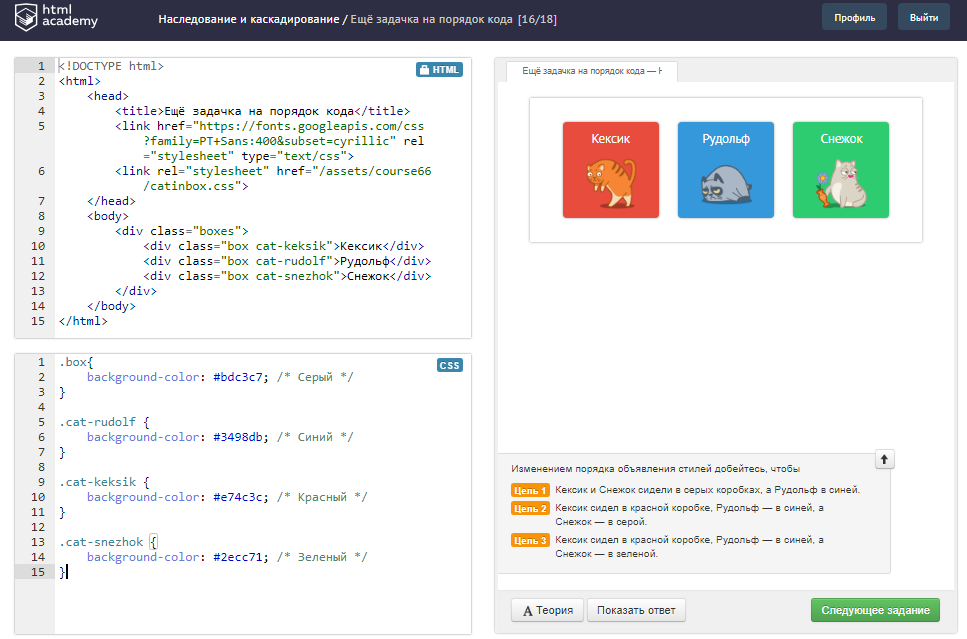 html
academy
Наследование и каскадирование / Ещё задачка на порядок кода [16/18]
Профиль
Выйти
HTML
1 <!DOCTYPE html>
2 <html>
3 <head>
4 <title>Ещё задачка на порядок кода</title>
5 <link href="https://fonts.googleapis.com/css
?family=PT+Sans:400&subset=cyrillic" rel
="stylesheet" type="text/css">
6 <link rel="stylesheet" href="/assets/course66
/catinbox.css">
7 </head>
8 <body>
9 <div class="boxes">
10 <div class="box cat-keksik">Кексик</div>
11 <div class="box cat-rudolf">Рудольф</div>
12 <div class="box cat-snezhok">Снежок</div>
13 </div>
14 </body>
15 </html>
CSS
1 .box{
2 background-color: #bdc3c7; /* Серый */
3 }
4
5 .cat-rudolf {
6 background-color: #3498db; /* Синий */
7 }
8
9 .cat-keksik {
10 background-color: #e74c3c; /* Красный */
11 }
12
13 .cat-snezhok {
14 background-color: #2ecc71; /* Зеленый */
15 }
Ещё задачка на порядок кода —
Кексик
Рудольф
Снежок
Изменением порядка объявления стилей добейтесь, чтобы
Цель 1 Кексик и Снежок сидели в серых коробках, а Рудольф в синей.
Цель 2 Кексик сидел в красной коробке, Рудольф — в синей, а
Снежок — в серой.
Цель 3 Кексик сидел в красной коробке, Рудольф — в синей, а
Снежок — в зеленой.
A Теория
Показать ответ
Следующее задание